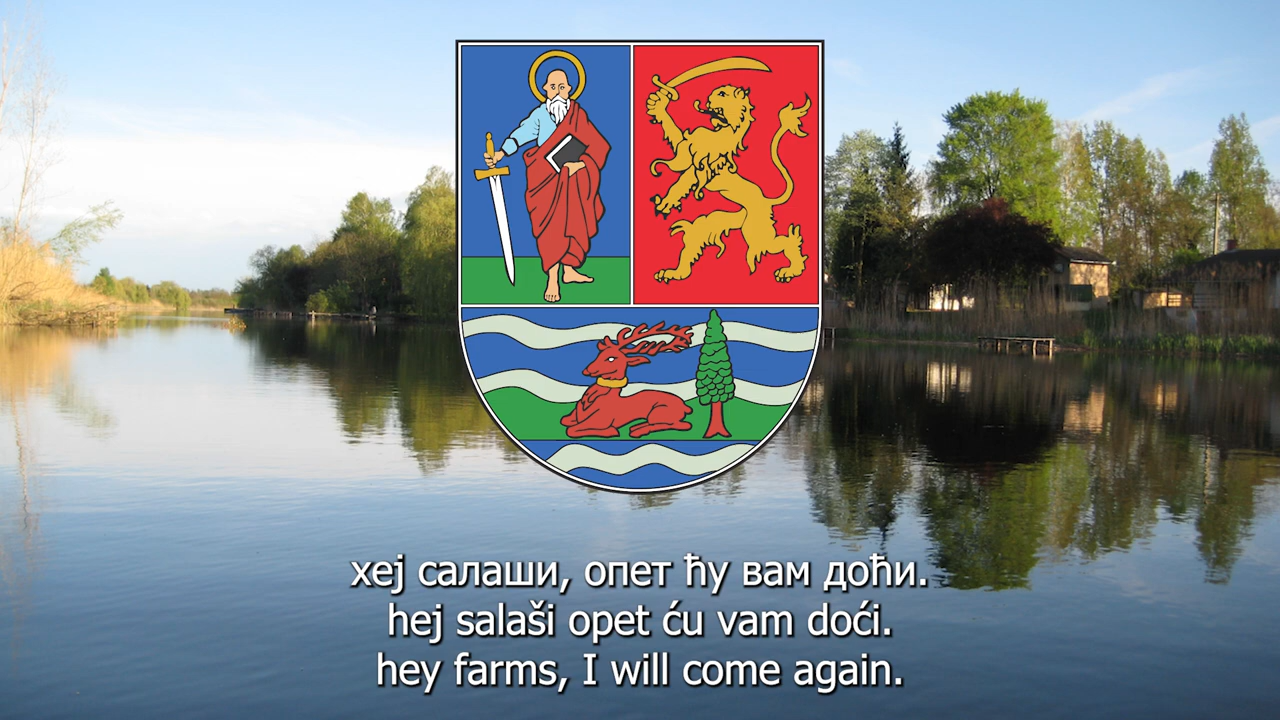 хеј салаши, опет ћу вам доћи.
hej salaši opet ću vam doći.
hey farms, I will come again.